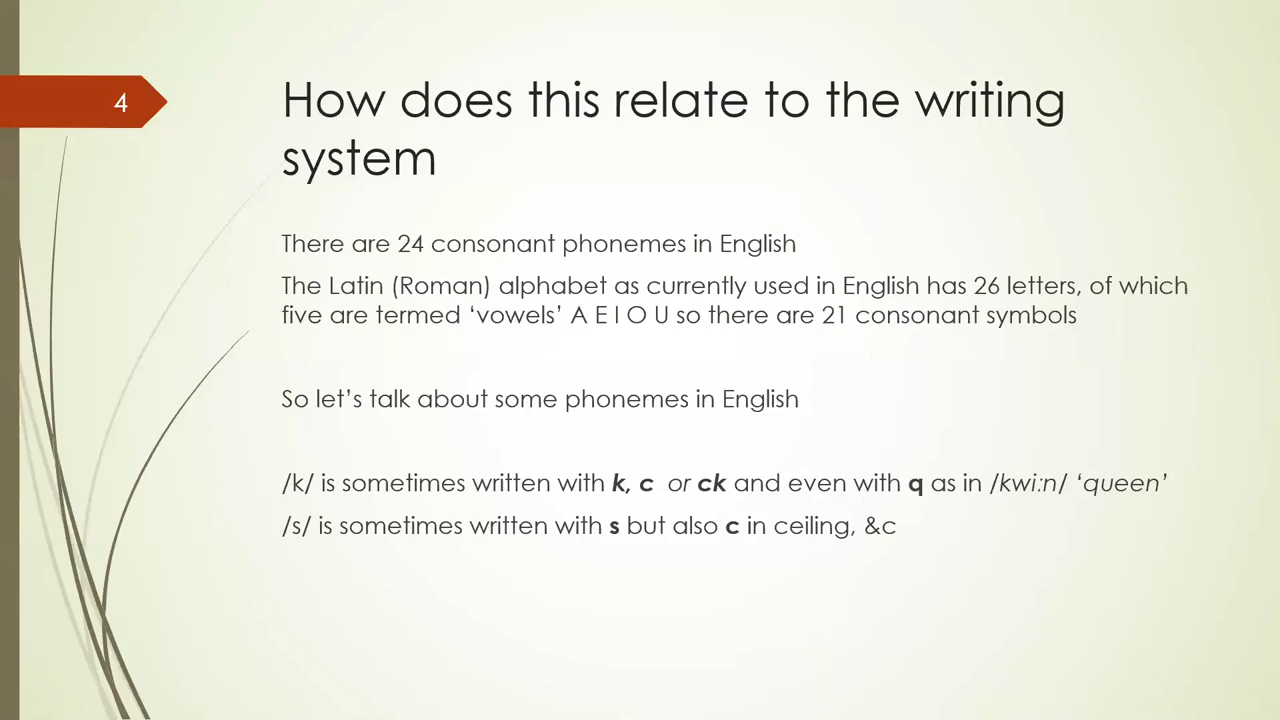 4
How does this relate to the writing
system
There are 24 consonant phonemes in English
The Latin (Roman) alphabet as currently used in English has 26 letters, of which
five are termed ‘vowels’ A E I O U so there are 21 consonant symbols
So let’s talk about some phonemes in English
/k/ is sometimes written with k, c or ck and even with q as in /kwi:n/ ‘queen’
/s/ is sometimes written with s but also c in ceiling, &c